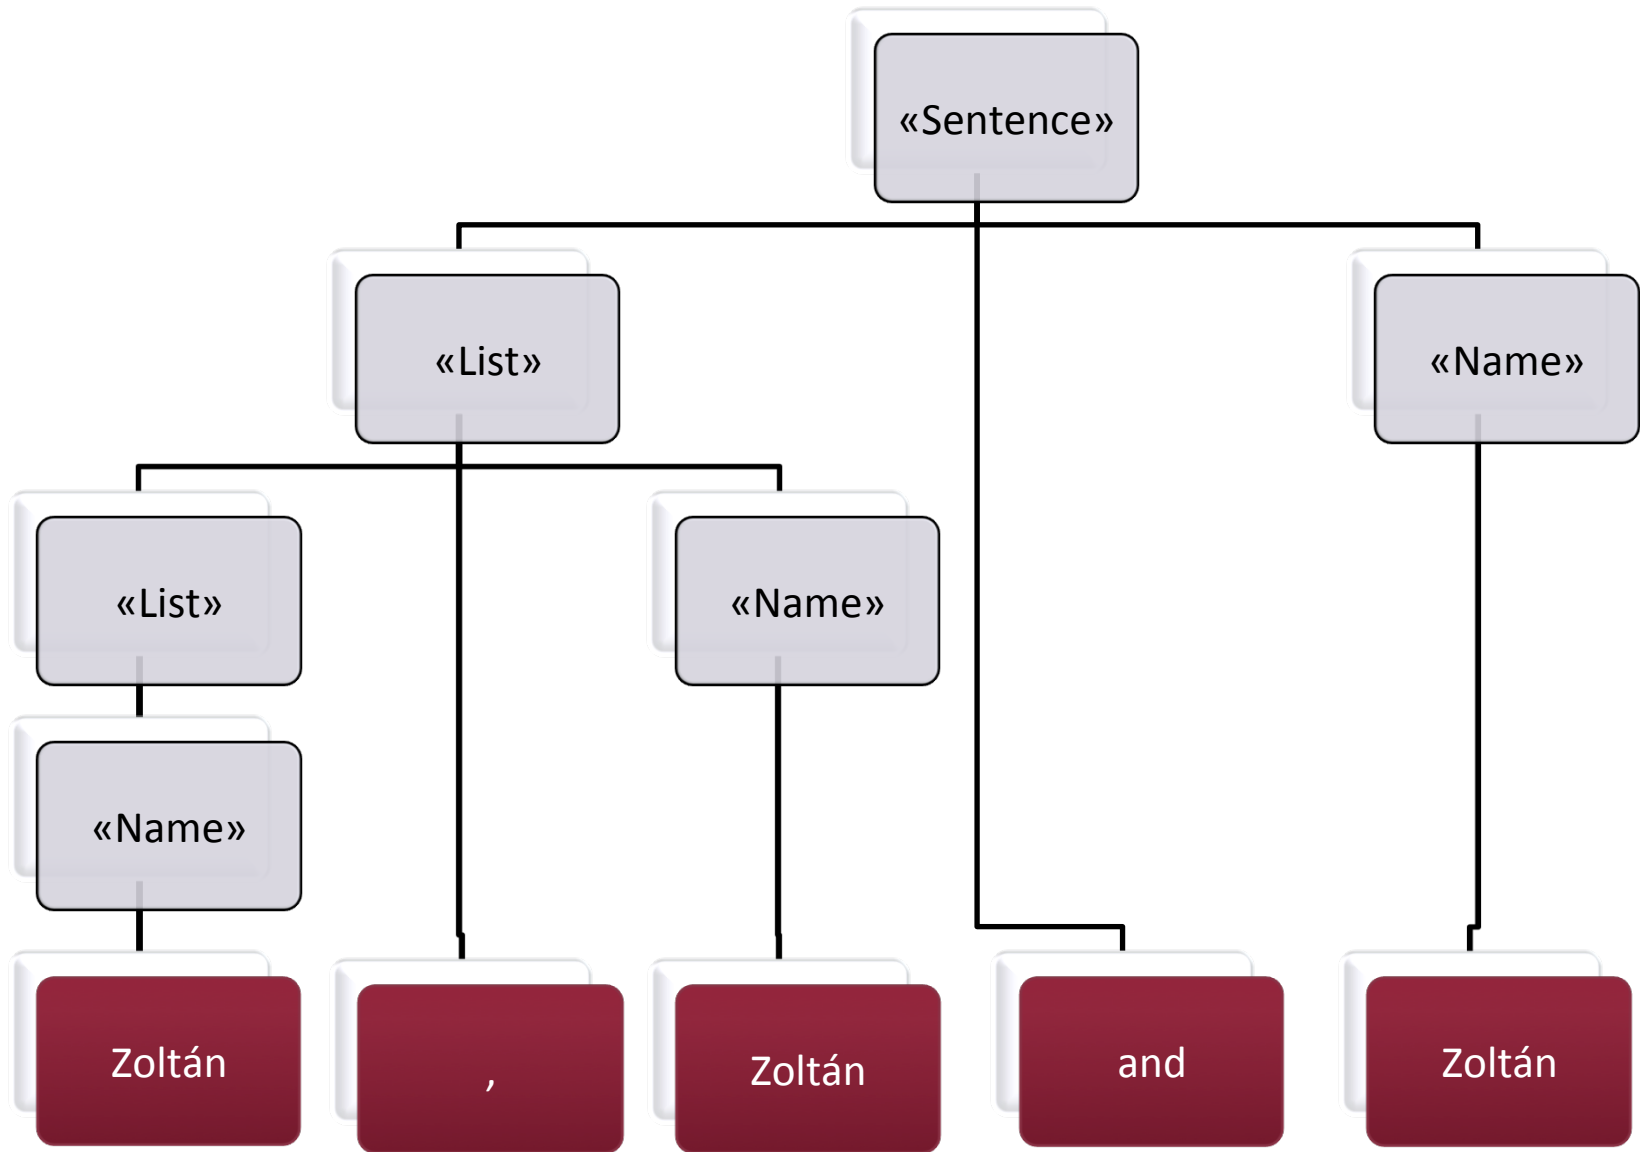 «Sentence»
«List»
«Name»
«List»
«Name»
«Name»
Zoltán
,
Zoltán
and
Zoltán